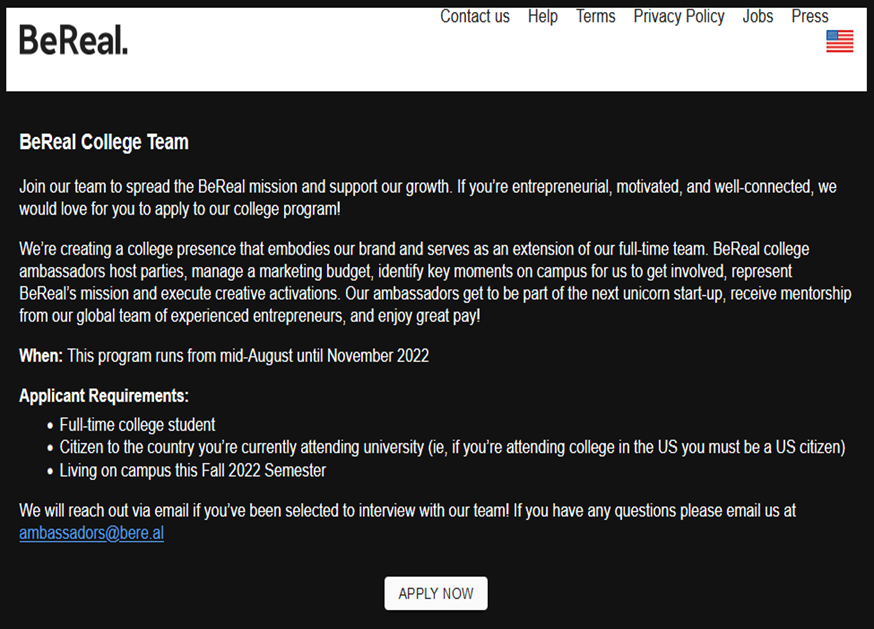 Contact us Help Terms Privacy Policy Jobs Press
BeReal.
BeReal College Team
Join our team to spread the BeReal mission and support our growth. If you're entrepreneurial, motivated, and well-connected, we
would love for you to apply to our college program!
We're creating a college presence that embodies our brand and serves as an extension of our full-time team. BeReal college
ambassadors host parties, manage a marketing budget, identify key moments on campus for us to get involved, represent
BeReal's mission and execute creative activations. Our ambassadors get to be part of the next unicorn start-up, receive mentorship
from our global team of experienced entrepreneurs, and enjoy great pay!
When: This program runs from mid-August until November 2022
Applicant Requirements:
• Full-time college student
• Citizen to the country you're currently attending university (ie, if you're attending college in the US you must be a US citizen)
• Living on campus this Fall 2022 Semester
We will reach out via email if you've been selected to interview with our team! If you have any questions please email us at
ambassadors@bere.al
APPLY NOW